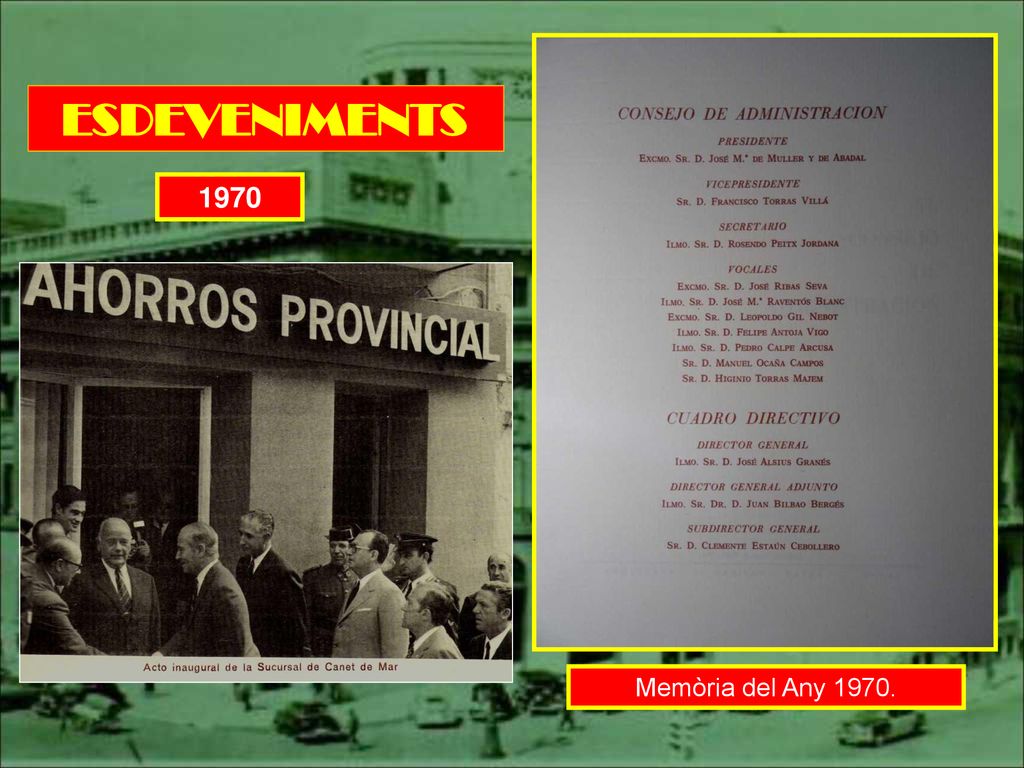 ESDEVENIMENTS
1970
AHORROS PROVINCIAL
Acto inaugural de la Sucursal de Canet de Mar
CONSEJO DE ADMINISTRACION
PRESIDENTE
EXCMO. SR. D. JOSÉ M.ª DE MULLER Y DE ABADAL
VICEPRESIDENTE
SR. D. FRANCISCO TORRAS VILLÁ
SECRETARIO
ILMO. SR. D. ROSENDO PEITX JORDANA
VOCALES
EXCMO. SR. D. JOSÉ RIBAS SEVA
ILMO. SR. D. JOSÉ M.ª RAVENTÓS BLANC
EXCMO. SR. D. LEOPOLDO GIL NEBOT
ILMO. SR. D. FELIPE ANTOJA VIGO
ILMO. SR. D. PEDRO CALPE ARCUSA
SR. D. MANUEL OCAÑA CAMPOS
SR. D. HIGINIO TORRAS MAJEM
CUADRO DIRECTIVO
DIRECTOR GENERAL
ILMO. SR. D. JOSÉ ALSIUS GRANÉS
DIRECTOR GENERAL ADJUNTO
ILMO. SR. DR. D. JUAN BILBAO BERGÉS
SUBDIRECTOR GENERAL
SR. D. CLEMENTE ESTAÚN CEBOLLERO
Memòria del Any 1970.